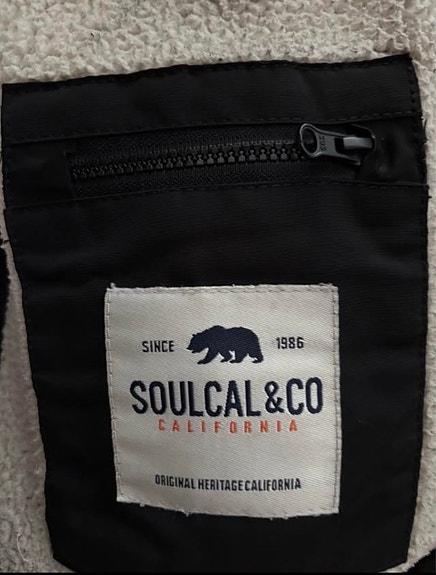 SINCE 1986
SOULCAL&CO
CALIFORNIA
ORIGINAL HERITAGE CALIFORNIA